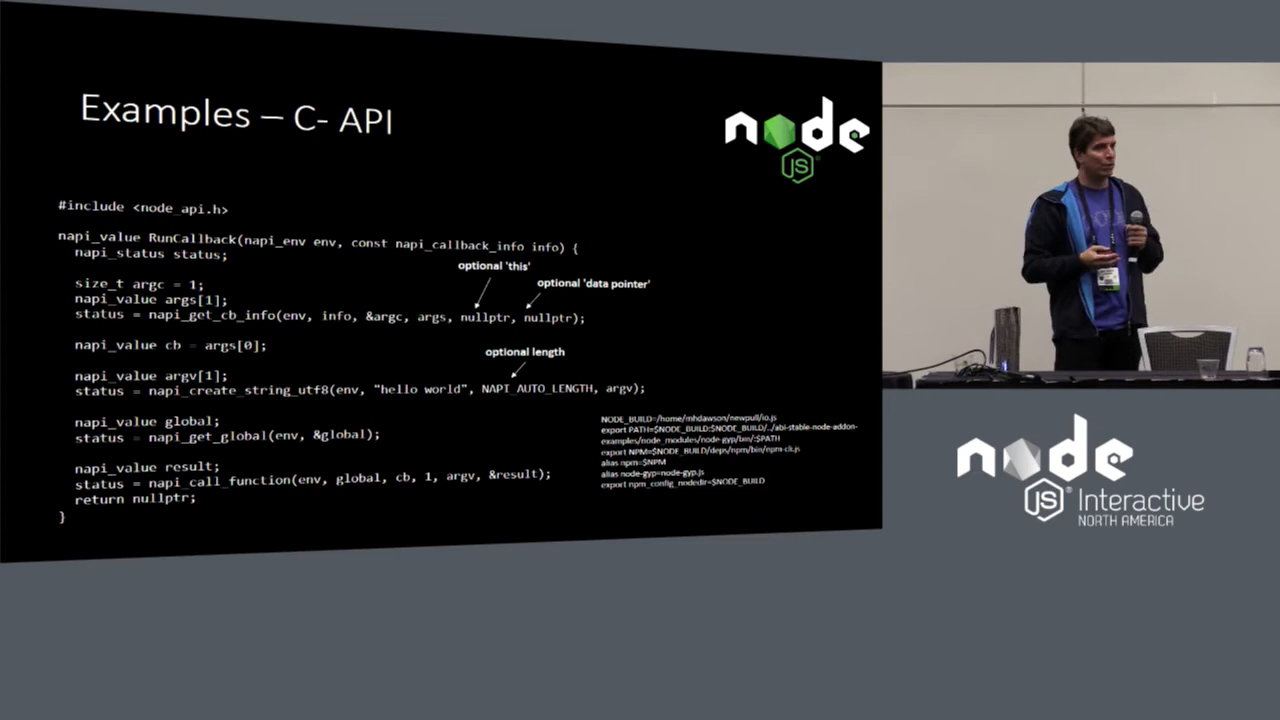 Examples – C- API
node
JS
#include <node_api.h>
napi_value RunCallback(napi_env env, const napi_callback_info info) {
napi_status status;
optional 'this'
optional 'data pointer'
size_t argc = 1;
napi_value args[1];
status = napi_get_cb_info(env, info, &argc, args, nullptr, nullptr);
napi_value cb = args[0];
optional length
napi_value argv[1];
status = napi_create_string_utf8(env, "hello world", NAPI_AUTO_LENGTH, argv);
napi_value global;
status = napi_get_global(env, &global);
napi_value result;
status = napi_call_function(env, global, cb, 1, argv, &result);
return nullptr;
}
NODE_BUILD=/home/mhdawson/newpull/io.js
export PATH=$NODE_BUILD:$NODE_BUILD/../abi-stable-node-addon-
examples/node_modules/node-gyp/bin/:$PATH
export NPM=$NODE_BUILD/deps/npm/bin/npm-cli.js
alias npm=$NPM
alias node-gyp=node-gyp.js
export npm_config_nodedir=$NODE_BUILD
node
JS Interactive
NORTH AMERICA